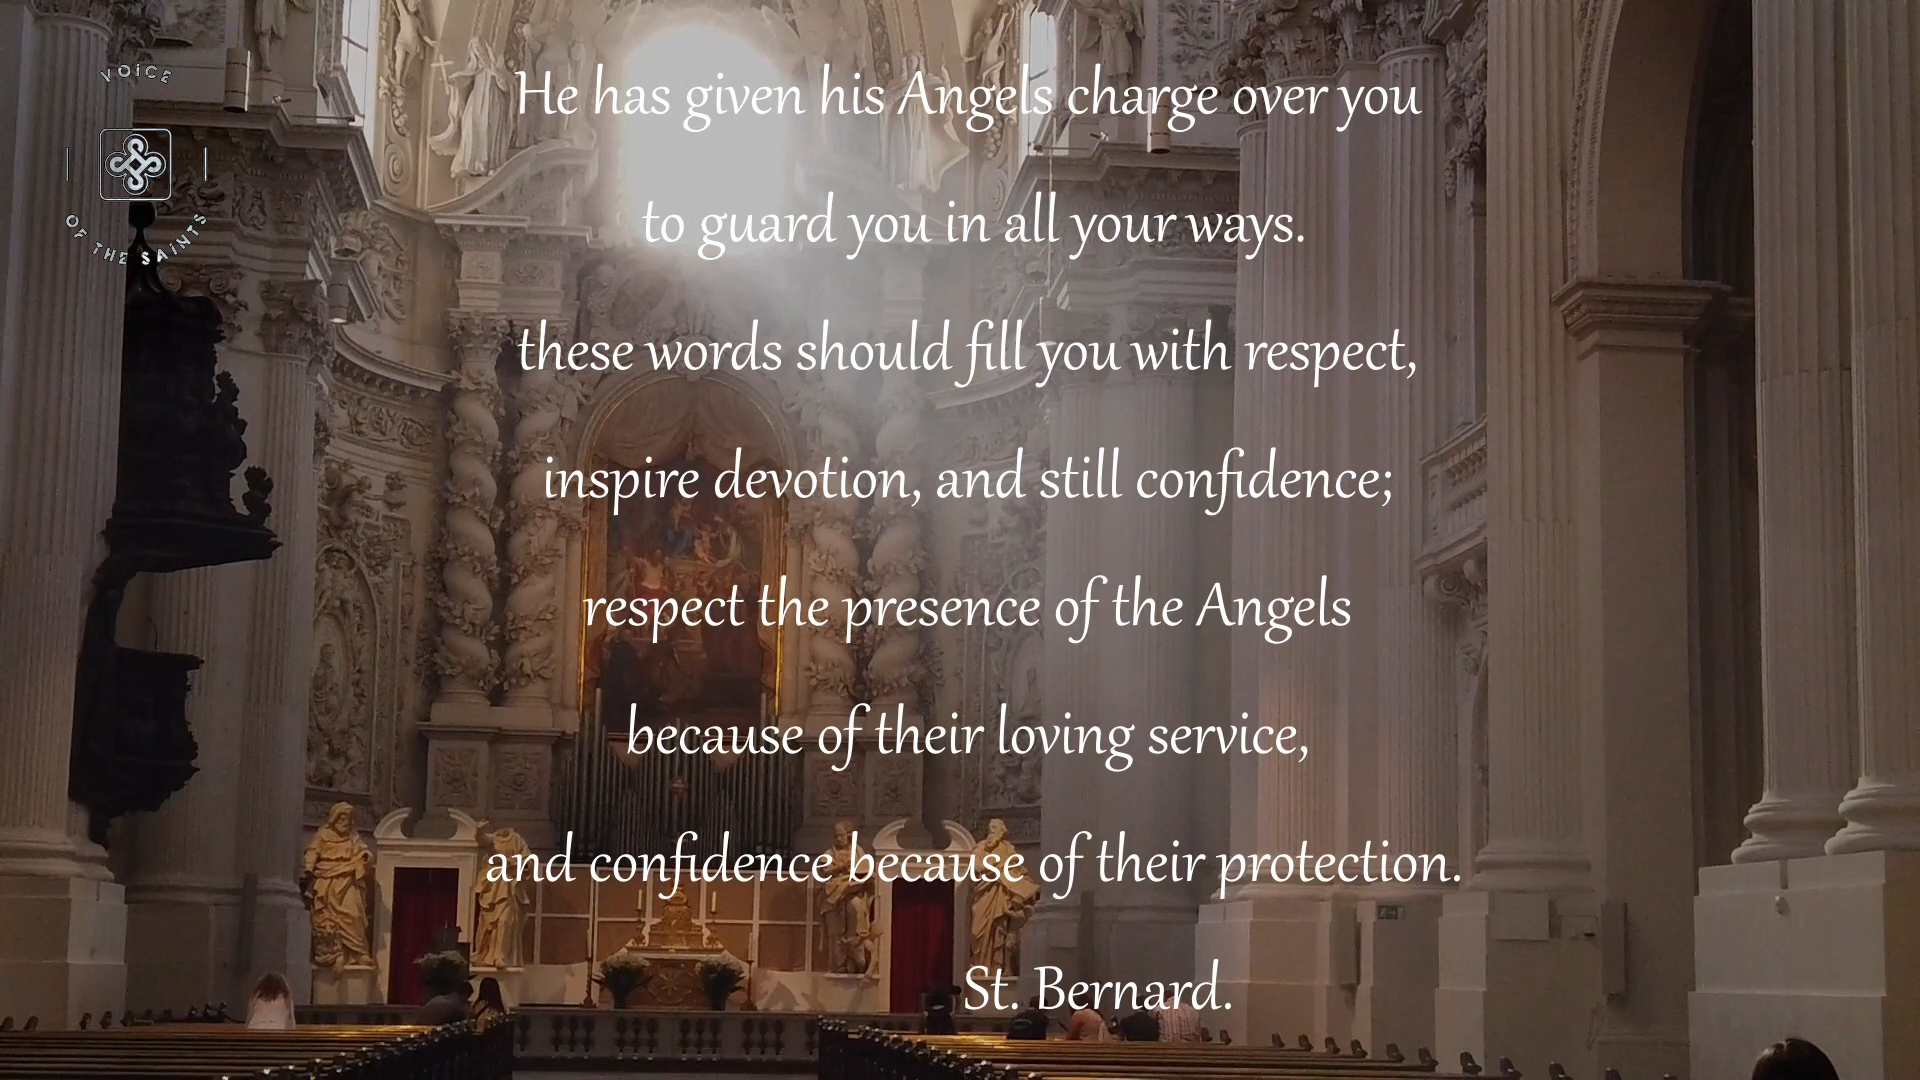 VOICE
OF THE SAINTS
He has given his Angels charge over you
to guard you in all your ways.
these words should fill you with respect,
inspire devotion, and still confidence;
respect the presence of the Angels
because of their loving service,
and confidence because of their protection.
St. Bernard.